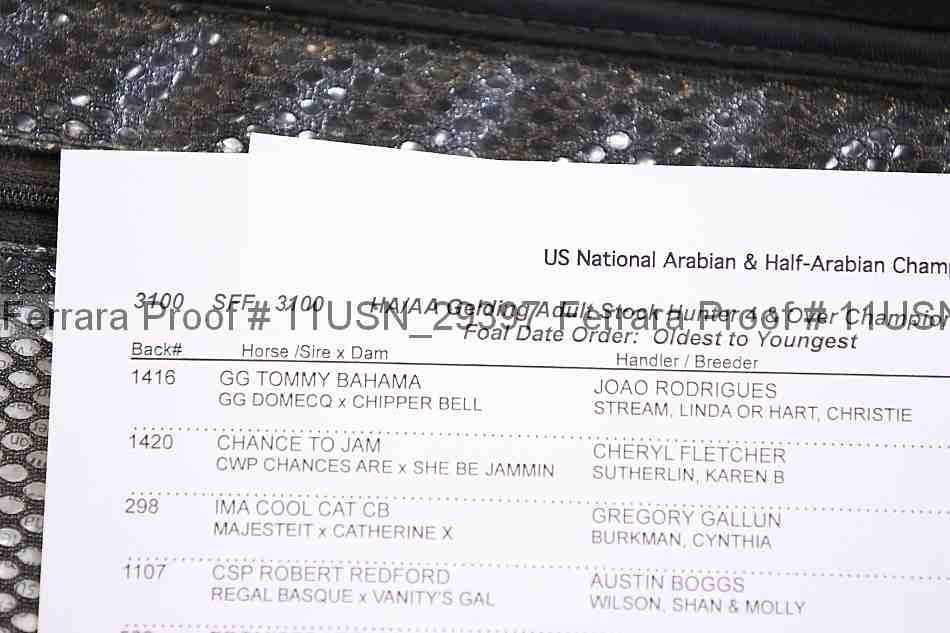 US National Arabian & Half-Arabian Champ
3100 SFF# 3100 HA/AA Gelding/Adult Stock Hunter 4 & Over Champion
Ferrara Proof # 11USN_29397 Ferrara Proof # 11USN
Foal Date Order: Oldest to Youngest
Back# Horse /Sire x Dam Handler / Breeder
1416 GG TOMMY BAHAMA JOAO RODRIGUES
GG DOMECQ x CHIPPER BELL STREAM, LINDA OR HART, CHRISTIE
1420 CHANCE TO JAM CHERYL FLETCHER
CWP CHANCES ARE x SHE BE JAMMIN SUTHERLIN, KAREN B
298 IMA COOL CAT CB GREGORY GALLUN
MAJESTEIT x CATHERINE X BURKMAN, CYNTHIA
1107 CSP ROBERT REDFORD AUSTIN BOGGS
REGAL BASQUE x VANITY'S GAL WILSON, SHAN & MOLLY